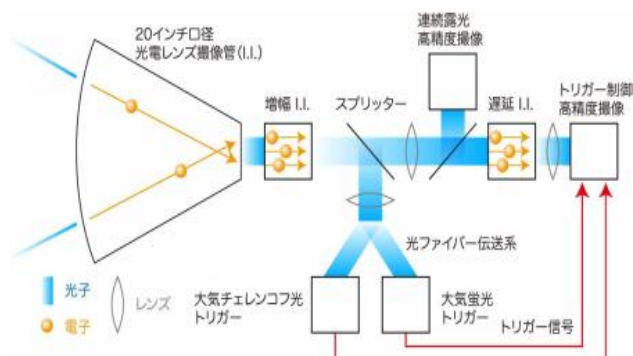 20インチ口径
光電レンズ撮像管(I.I.)
増幅 I.I.
スプリッター
連続露光
高精度撮像
遅延 I.I.
トリガー制御
高精度撮像
光ファイバー伝送系
光子
電子
レンズ
大気チェレンコフ光
トリガー
大気蛍光
トリガー
トリガー信号